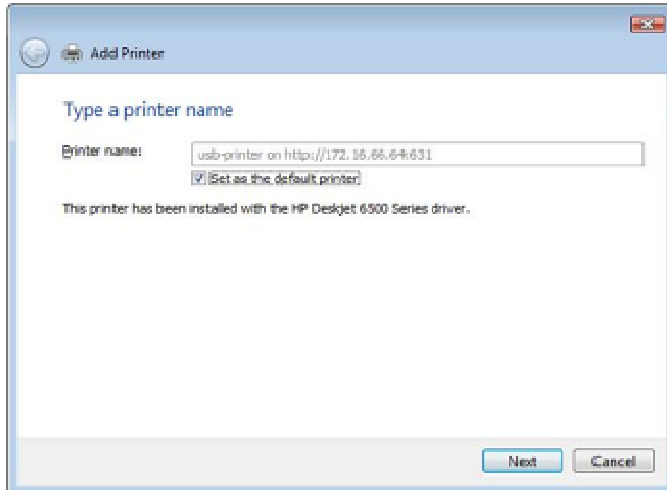 Add Printer
Type a printer name
Printer name:
usb-printer on http://172.16.66.64:631
Set as the default printer
This printer has been installed with the HP Deskjet 6500 Series driver.
Next
Cancel